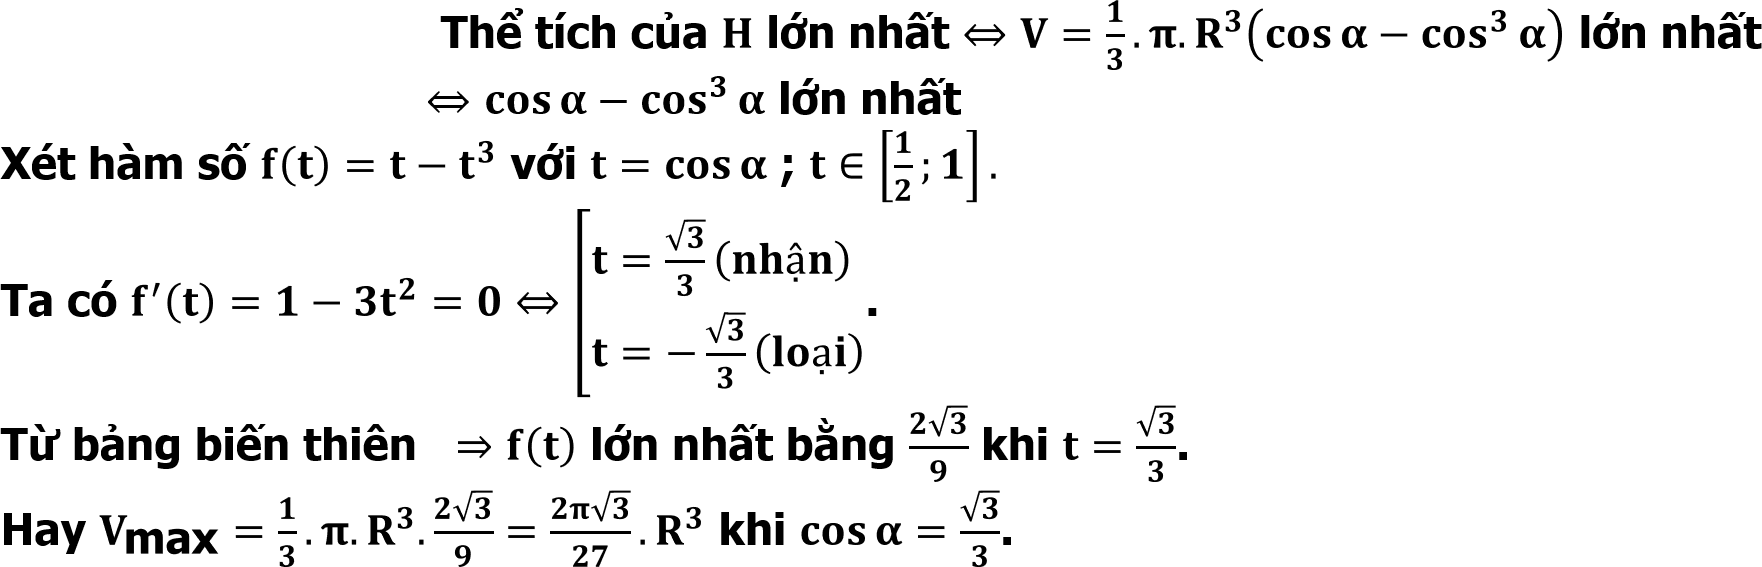 Thể tích của H lớn nhất ⇔ V = 1/3 . π. R³(cos α − cos³ α) lớn nhất
⇔ cos α − cos³ α lớn nhất
Xét hàm số f(t) = t − t³ với t = cos α ; t ∈ [1/2 ; 1] .
Ta có f′(t) = 1 − 3t² = 0 ⇔ [ t = √3/3 (nhận)
t = − √3/3 (loại) .
Từ bảng biến thiên ⇒ f(t) lớn nhất bằng 2√3/9 khi t = √3/3.
Hay Vmax = 1/3 . π. R³. 2√3/9 = 2π√3/27 . R³ khi cos α = √3/3.